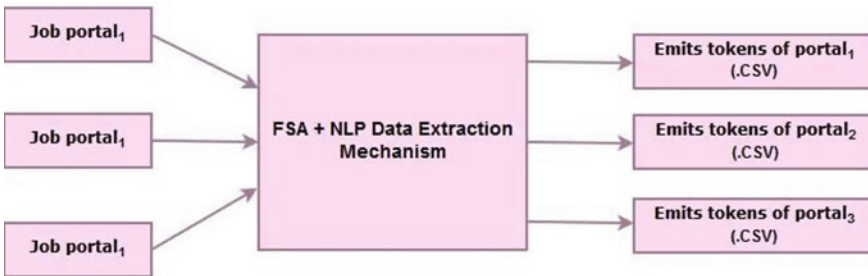 Job portal₁
Job portal₁
Job portal₁
FSA + NLP Data Extraction
Mechanism
Emits tokens of portal₁
(.CSV)
Emits tokens of portal₂
(.CSV)
Emits tokens of portal₃
(.CSV)